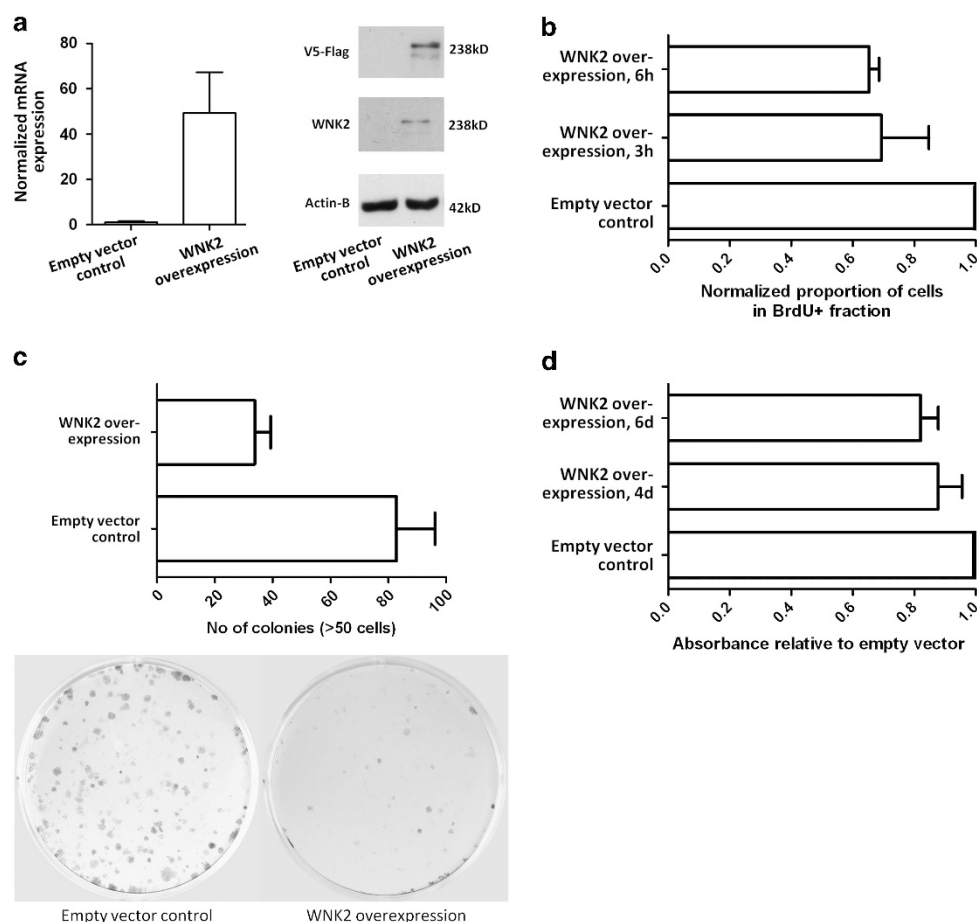 a
Normalized mRNA
expression
80
60
40
20
0
Empty vector
control
WNK2
overexpression
V5-Flag
238kD
WNK2
238kD
Actin-B
42kD
Empty vector
control
WNK2
overexpression
b
WNK2 over-
expression, 6h
WNK2 over-
expression, 3h
Empty vector
control
0.0
0.2
0.4
0.6
0.8
1.0
Normalized proportion of cells
in BrdU+ fraction
c
WNK2 over-
expression
Empty vector
control
0
20
40
60
80
100
No of colonies (>50 cells)
Empty vector control
WNK2 overexpression
d
WNK2 over-
expression, 6d
WNK2 over-
expression, 4d
Empty vector
control
0.0
0.2
0.4
0.6
0.8
1.0
Absorbance relative to empty vector